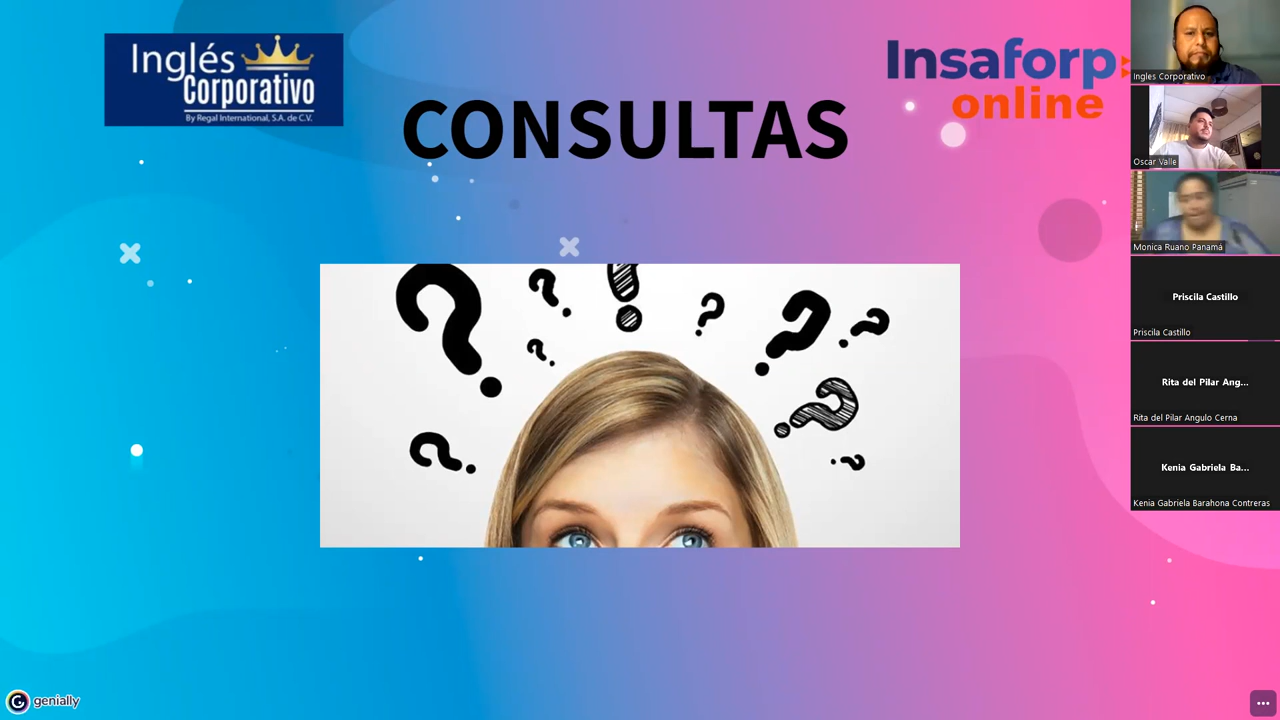 Inglés
Corporativo
By Regal International, S.A. de C.V.
Insaforp
online
CONSULTAS
Ingles Corporativo
Oscar Valle
Monica Ruano Panamá
Priscila Castillo
Priscila Castillo
Rita del Pilar Ang...
Rita del Pilar Angulo Cerna
Kenia Gabriela Ba...
Kenia Gabriela Barahona Contreras
genially